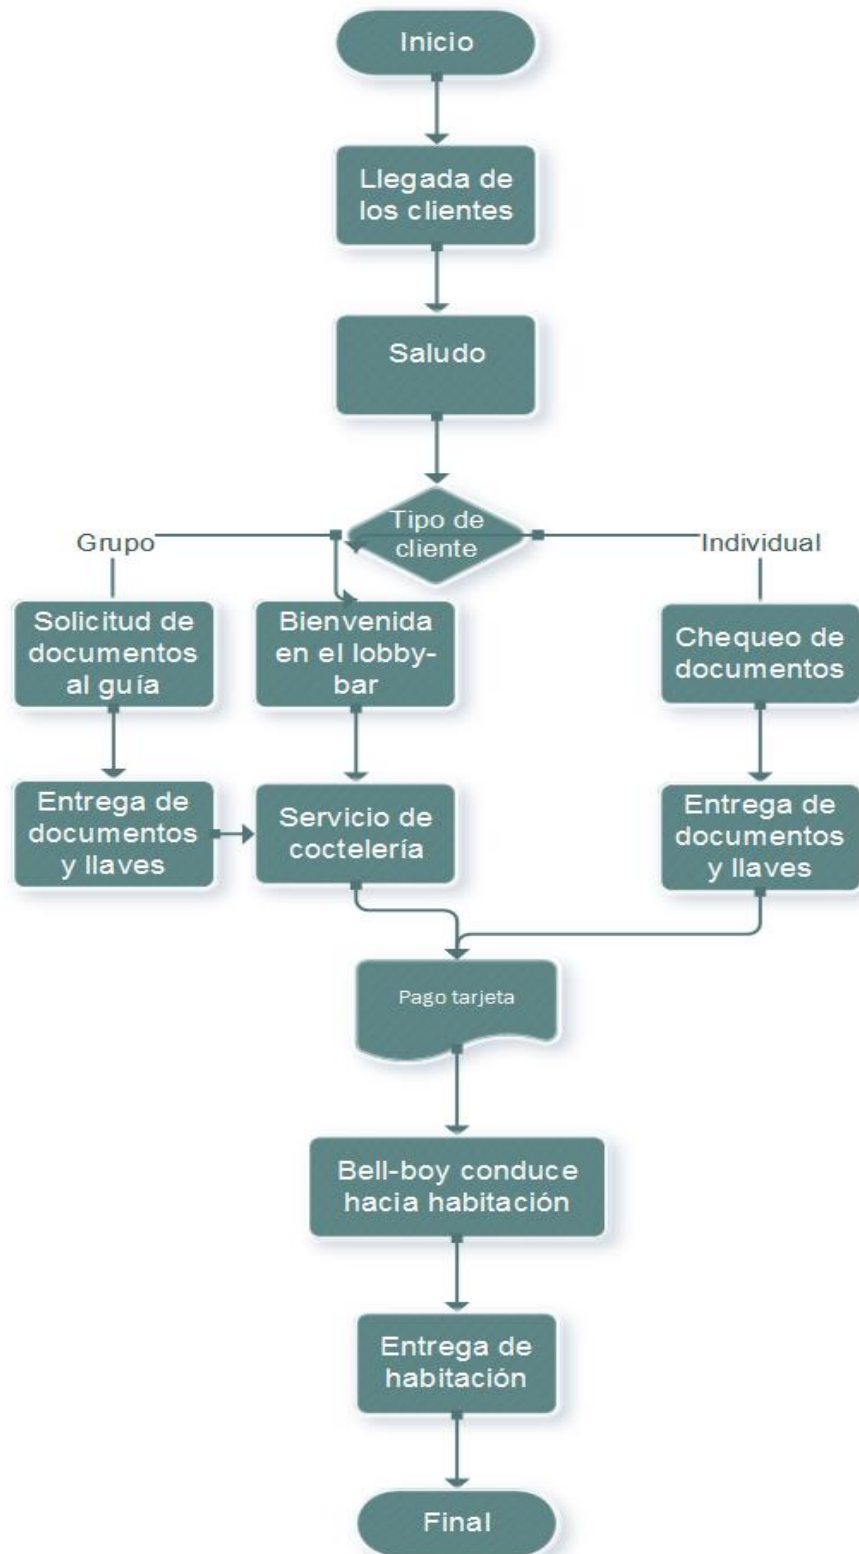 Inicio
Llegada de
los clientes
Saludo
Tipo de
cliente
Grupo
Individual
Solicitud de
documentos
al guía
Bienvenida
en el lobby-
bar
Chequeo de
documentos
Entrega de
documentos
y llaves
Servicio de
coctelería
Entrega de
documentos
y llaves
Pago tarjeta
Bell-boy conduce
hacia habitación
Entrega de
habitación
Final